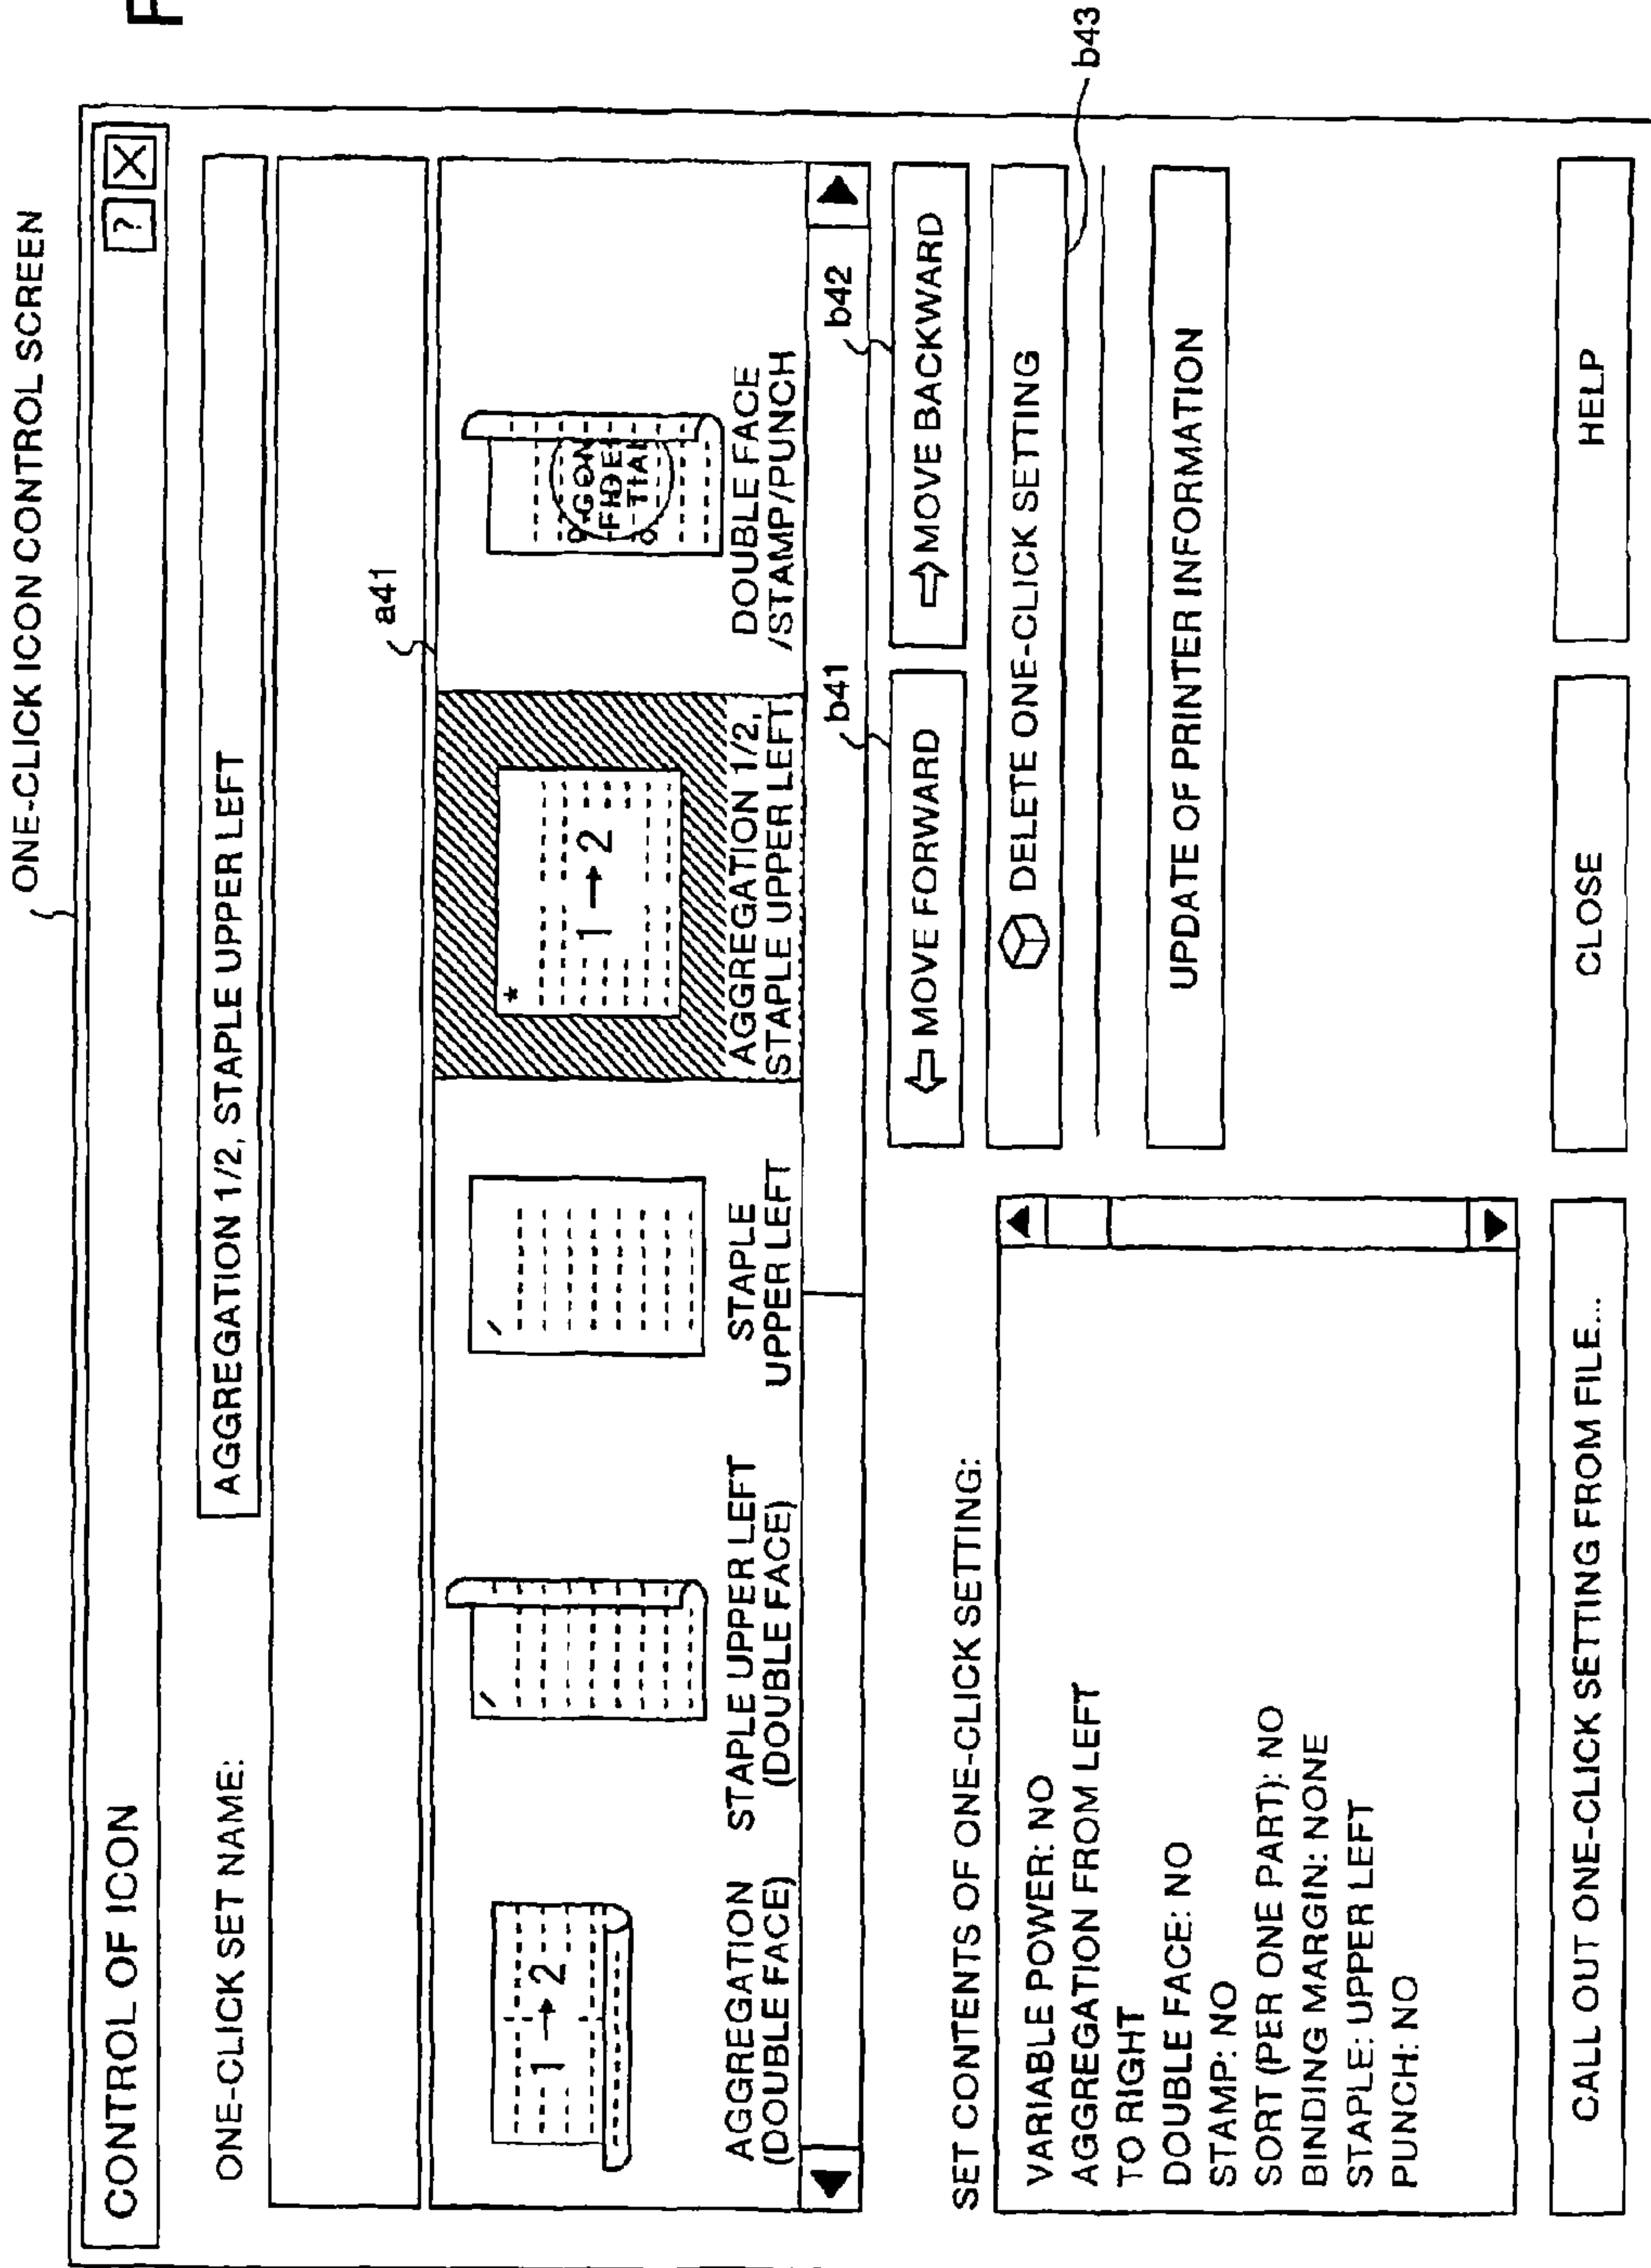 F
ONE-CLICK ICON CONTROL SCREEN
CONTROL OF ICON
? X
ONE-CLICK SET NAME:
AGGREGATION 1/2, STAPLE UPPER LEFT
a41
1 → 2
*
1 → 2
CON
FIDE
TIAL
AGGREGATION
(DOUBLE FACE)
STAPLE UPPER LEFT
(DOUBLE FACE)
STAPLE
UPPER LEFT
AGGREGATION 1/2,
STAPLE UPPER LEFT
DOUBLE FACE
/STAMP/PUNCH
b41
b42
MOVE FORWARD
MOVE BACKWARD
SET CONTENTS OF ONE-CLICK SETTING:
DELETE ONE-CLICK SETTING
b43
VARIABLE POWER: NO
AGGREGATION FROM LEFT
TO RIGHT
DOUBLE FACE: NO
STAMP: NO
SORT (PER ONE PART): NO
BINDING MARGIN: NONE
STAPLE: UPPER LEFT
PUNCH: NO
UPDATE OF PRINTER INFORMATION
CALL OUT ONE-CLICK SETTING FROM FILE...
CLOSE
HELP